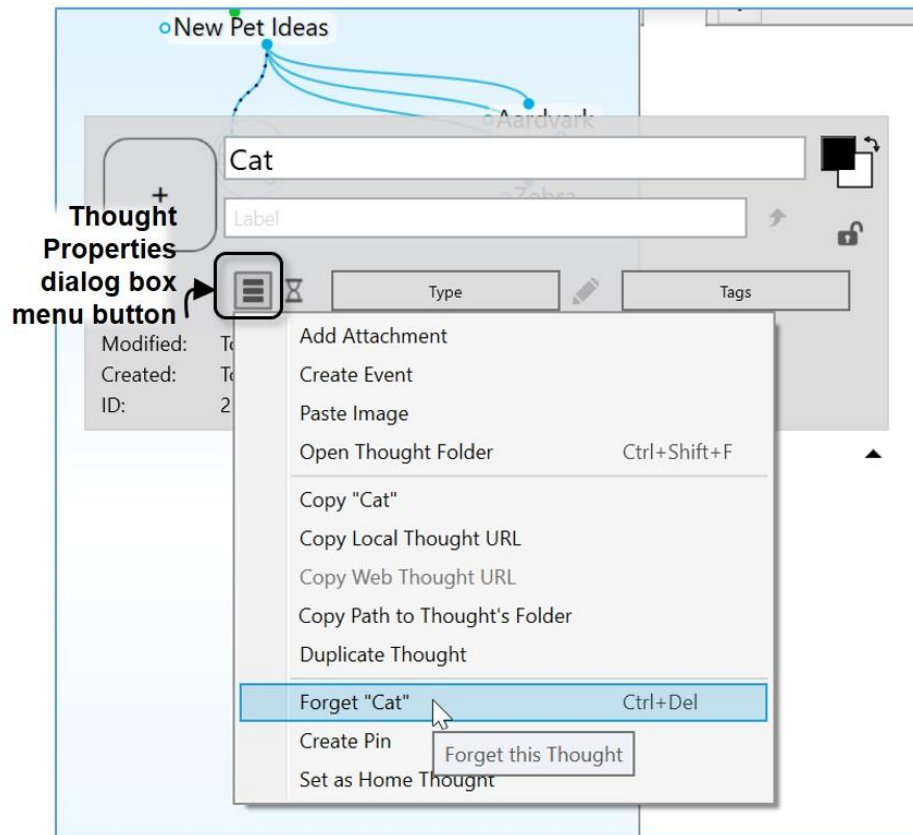 New Pet Ideas
Aardvark
Cat
Zebra
+
Label
Thought
Properties
dialog box
menu button
Type
Tags
Modified:
Created:
ID: 2
Add Attachment
Create Event
Paste Image
Open Thought Folder Ctrl+Shift+F
Copy "Cat"
Copy Local Thought URL
Copy Web Thought URL
Copy Path to Thought's Folder
Duplicate Thought
Forget "Cat" Ctrl+Del
Create Pin
Forget this Thought
Set as Home Thought